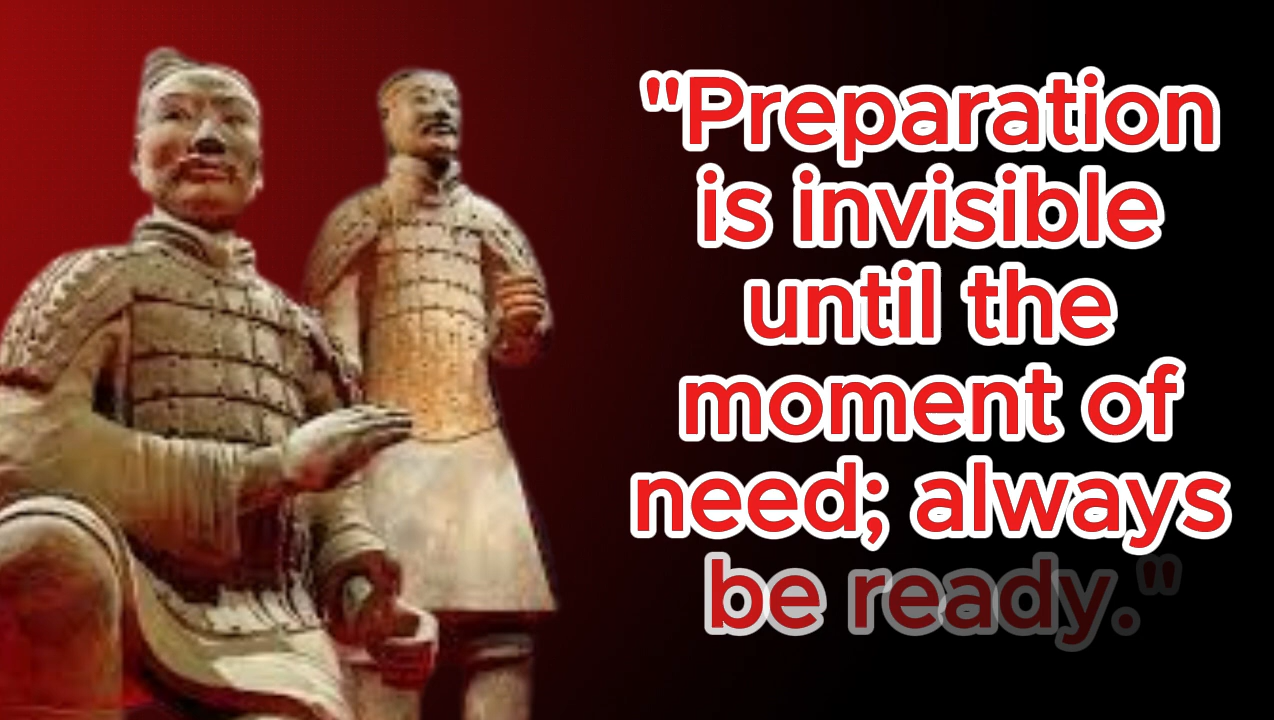 "Preparation
is invisible
until the
moment of
need; always
be ready."